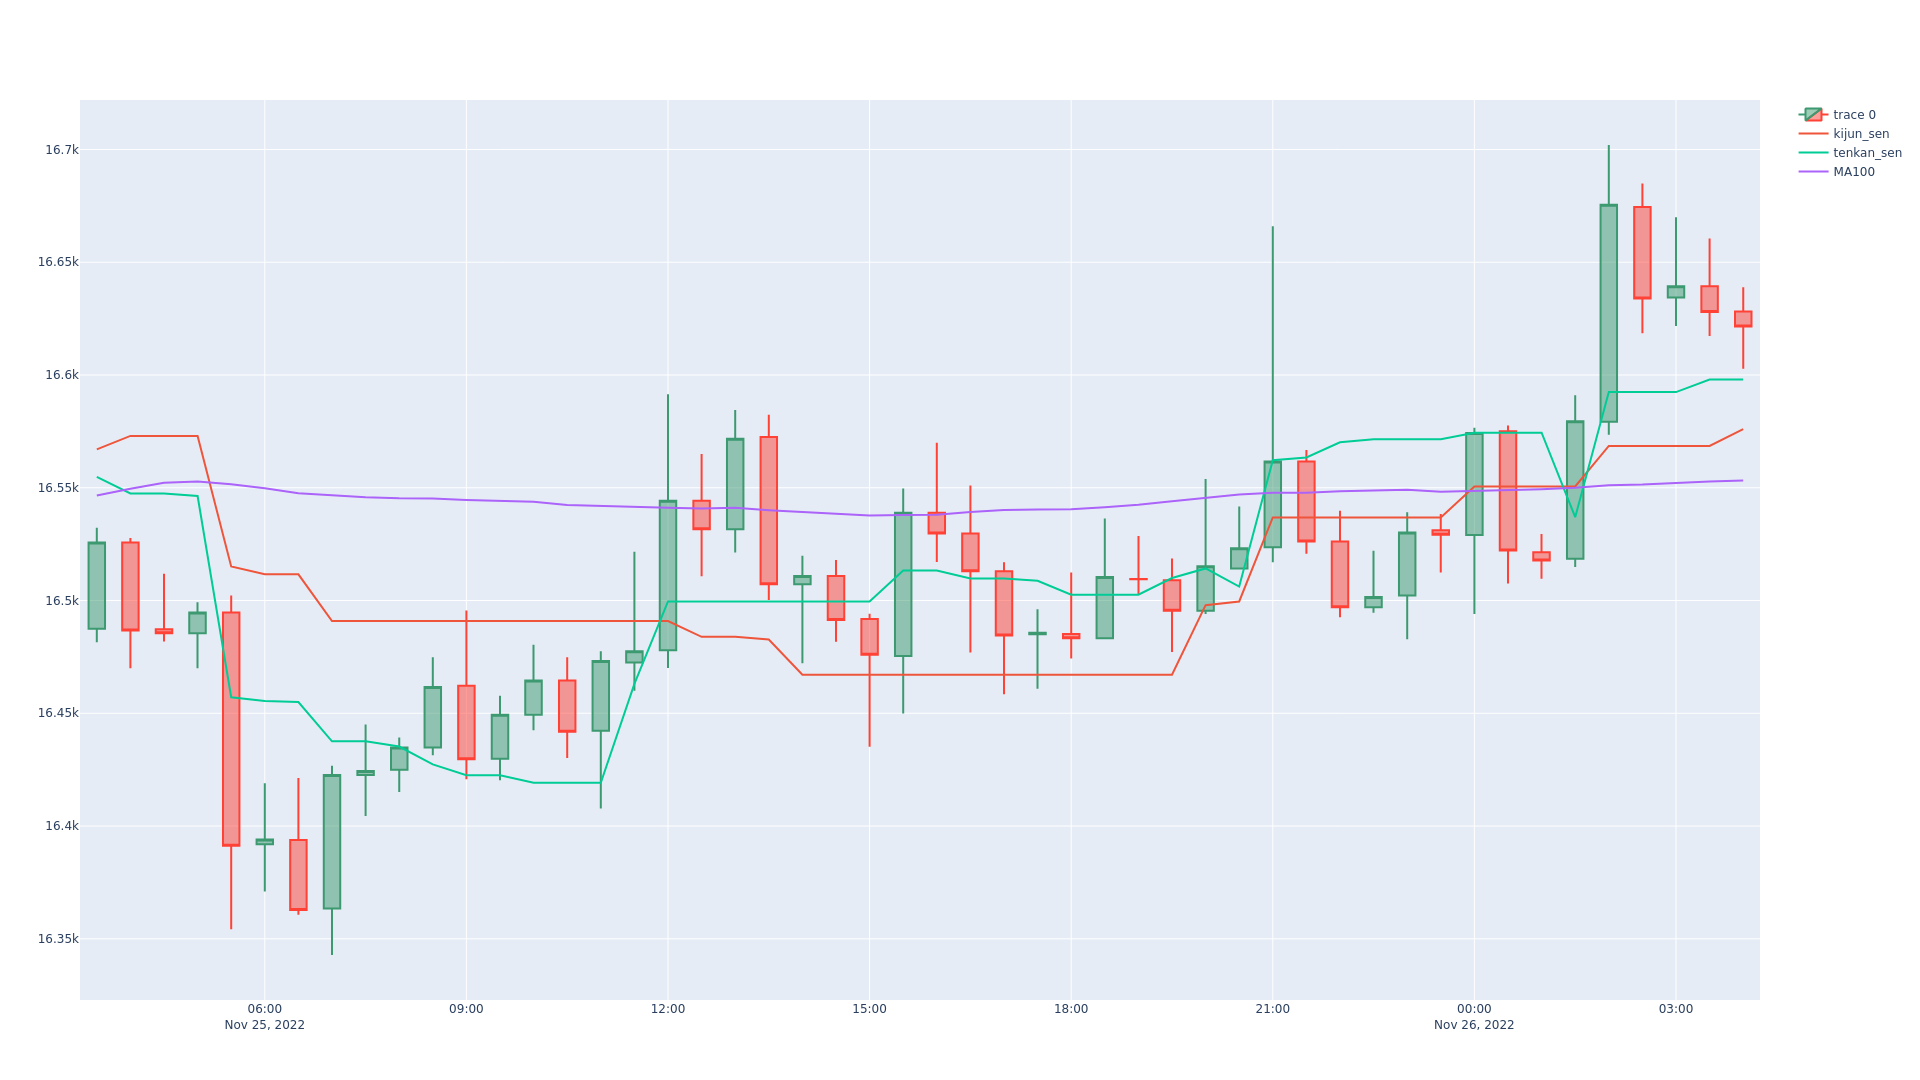 16.7k
16.65k
16.6k
16.55k
16.5k
16.45k
16.4k
16.35k
06:00 09:00 12:00 15:00 18:00 21:00 00:00 03:00
Nov 25, 2022 Nov 26, 2022
trace 0
kijun_sen
tenkan_sen
MA100